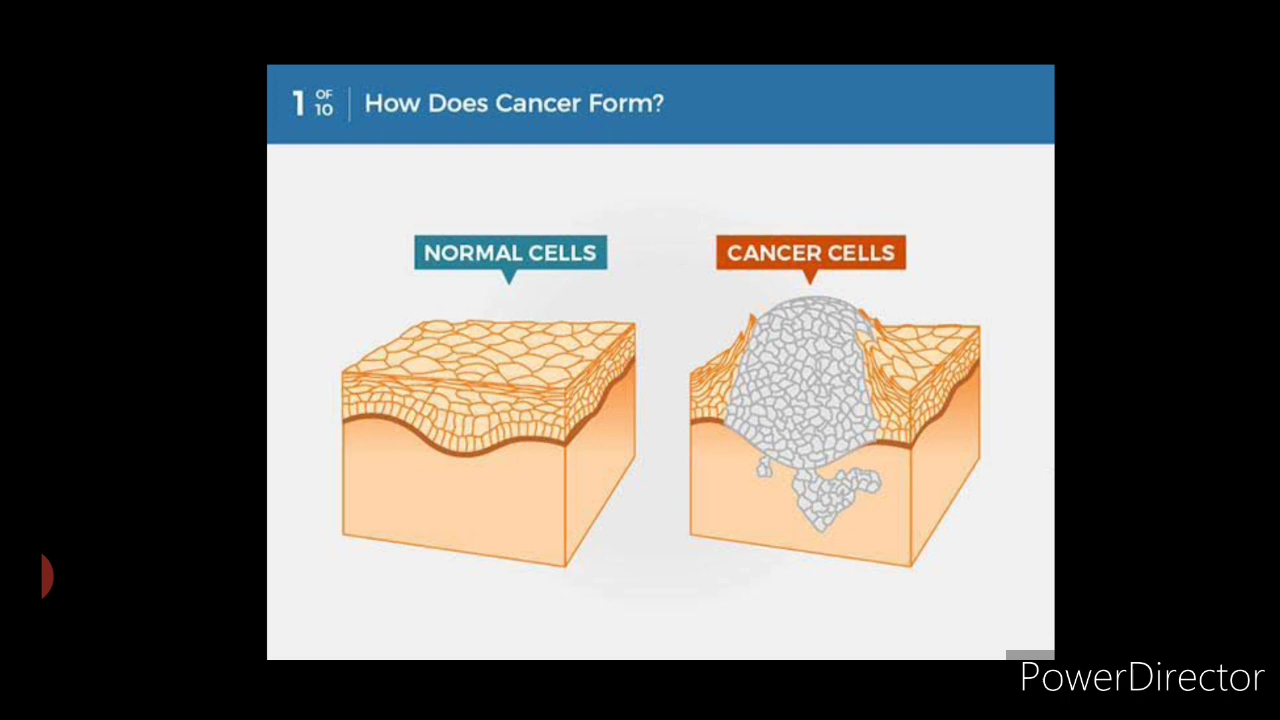 1 OF 10 How Does Cancer Form?
NORMAL CELLS
CANCER CELLS
PowerDirector